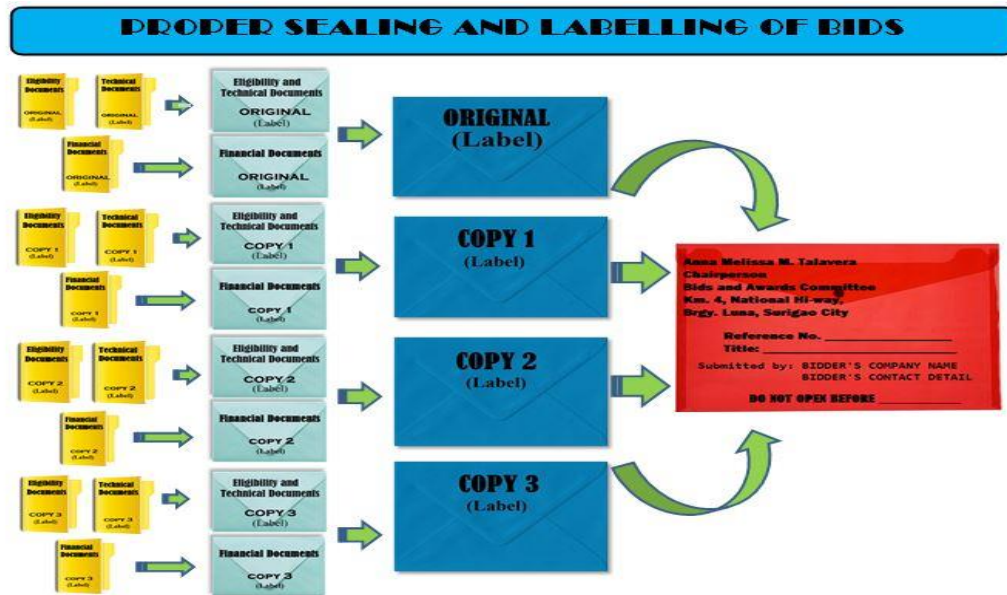 PROPER SEALING AND LABELLING OF BIDS
Eligibility
Documents
ORIGINAL
(Label)
Technical
Documents
ORIGINAL
(Label)
Eligibility and
Technical Documents
ORIGINAL
(Label)
Financial
Documents
ORIGINAL
(Label)
Financial Documents
ORIGINAL
(Label)
ORIGINAL
(Label)
Eligibility
Documents
COPY 1
(Label)
Technical
Documents
COPY 1
(Label)
Eligibility and
Technical Documents
COPY 1
(Label)
Financial
Documents
COPY 1
(Label)
Financial Documents
COPY 1
COPY 1
(Label)
Eligibility
Documents
COPY 2
(Label)
Technical
Documents
COPY 2
(Label)
Eligibility and
Technical Documents
COPY 2
(Label)
Financial
Documents
COPY 2
(Label)
Financial Documents
COPY 2
COPY 2
(Label)
Eligibility
Documents
COPY 3
(Label)
Technical
Documents
COPY 3
(Label)
Eligibility and
Technical Documents
COPY 3
(Label)
Financial
Documents
COPY 3
(Label)
Financial Documents
COPY 3
COPY 3
(Label)
Anna Melissa M. Talavera
Chairperson
Bids and Awards Committee
Km. 4, National Hi-way,
Brgy. Luna, Surigao City
Reference No. ____________________
Title: ________________________________
Submitted by: BIDDER'S COMPANY NAME
BIDDER'S CONTACT DETAIL
DO NOT OPEN BEFORE ______________